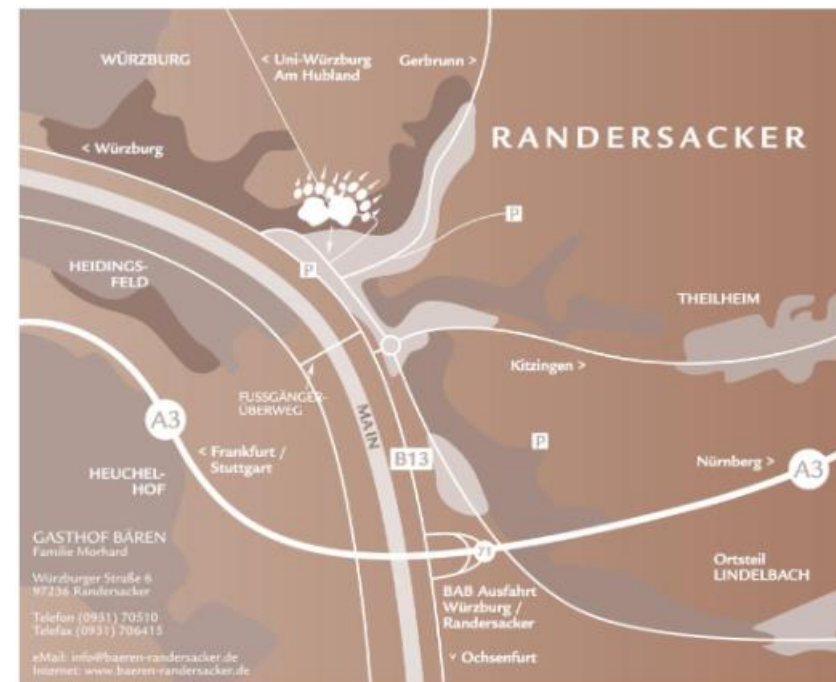 WÜRZBURG
< Uni-Würzburg
Am Hubland
Gerbrunn >
RANDERSACKER
< Würzburg
P
P
HEIDINGS-
FELD
THEILHEIM
Kitzingen >
FUSSGÄNGER-
ÜBERWEG
MAIN
A3
< Frankfurt /
Stuttgart
B13
P
Nürnberg >
A3
HEUCHEL-
HOF
71
GASTHOF BÄREN
Familie Morhard
Würzburger Straße 6
97236 Randersacker
Telefon (0931) 70510
Telefax (0931) 706415
eMail: info@baeren-randersacker.de
Internet: www.baeren-randersacker.de
BAB Ausfahrt
Würzburg /
Randersacker
Ortsteil
LINDELBACH
˅ Ochsenfurt